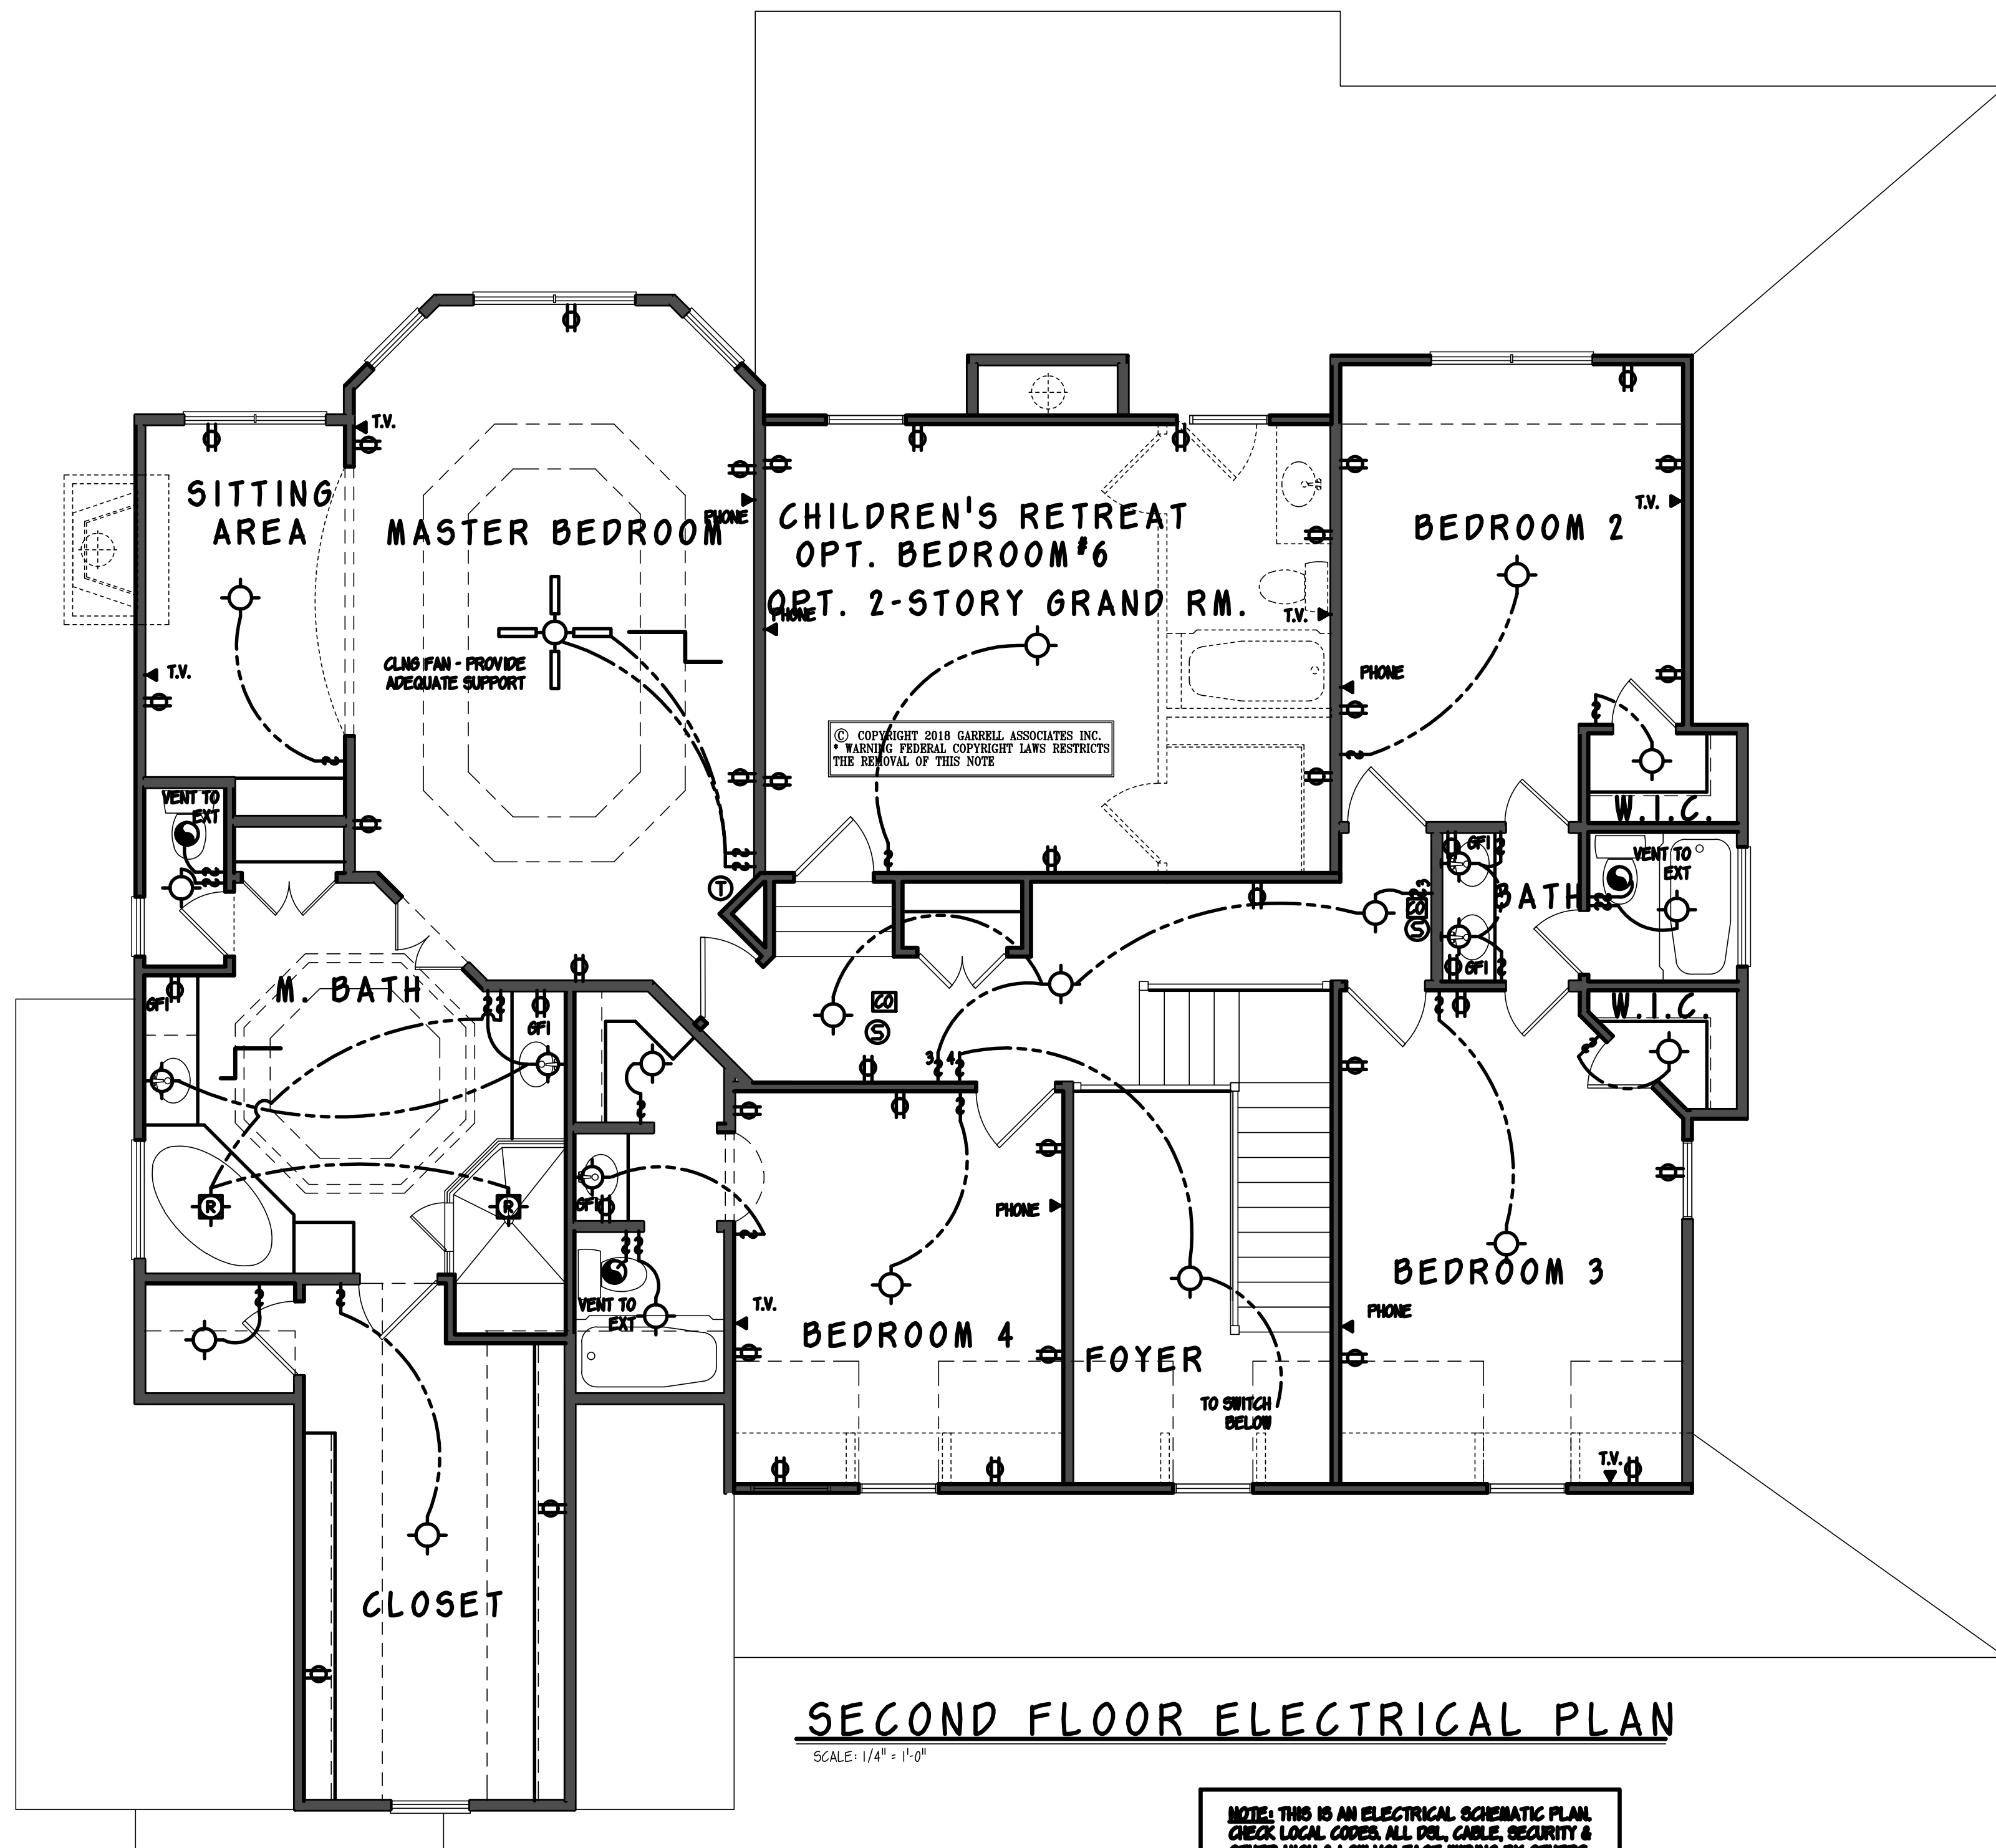 T.V.
SITTING
AREA
MASTER BEDROOM
PHONE
CHILDREN'S RETREAT
OPT. BEDROOM #6
OPT. 2-STORY GRAND RM.
PHONE
T.V.
T.V.
BEDROOM 2
CLNG FAN - PROVIDE
ADEQUATE SUPPORT
T.V.
PHONE
© COPYRIGHT 2018 GARRELL ASSOCIATES INC.
* WARNING FEDERAL COPYRIGHT LAWS RESTRICTS
THE REMOVAL OF THIS NOTE
VENT TO
EXT
W.I.C.
GFI
VENT TO
EXT
T
3
CO
S
BATH
GFI
M. BATH
GFI
GFI
CO
S
W.I.C.
3 4
R
R
GFI
PHONE
VENT TO
EXT
T.V.
BEDROOM 4
FOYER
BEDROOM 3
PHONE
TO SWITCH
BELOW
T.V.
CLOSET
SECOND FLOOR ELECTRICAL PLAN
SCALE: 1/4" = 1'-0"
NOTE: THIS IS AN ELECTRICAL SCHEMATIC PLAN.
CHECK LOCAL CODES. ALL DSL, CABLE, SECURITY &